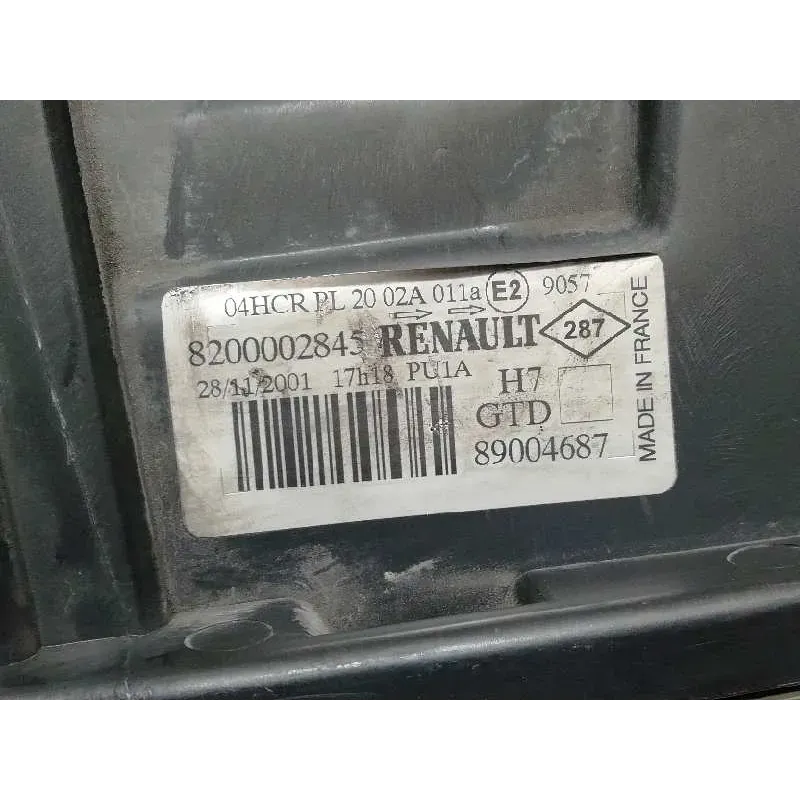 04HCR PL 20 02A 011a E2 9057
8200002845 RENAULT 287
28/11/2001 17h18 PU1A H7
GTD
89004687
MADE IN FRANCE